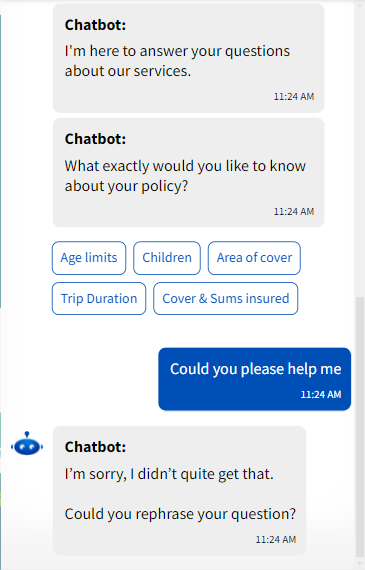 Chatbot:
I'm here to answer your questions
about our services.
11:24 AM
Chatbot:
What exactly would you like to know
about your policy?
11:24 AM
Age limits
Children
Area of cover
Trip Duration
Cover & Sums insured
Could you please help me
11:24 AM
Chatbot:
I’m sorry, I didn’t quite get that.
Could you rephrase your question?
11:24 AM